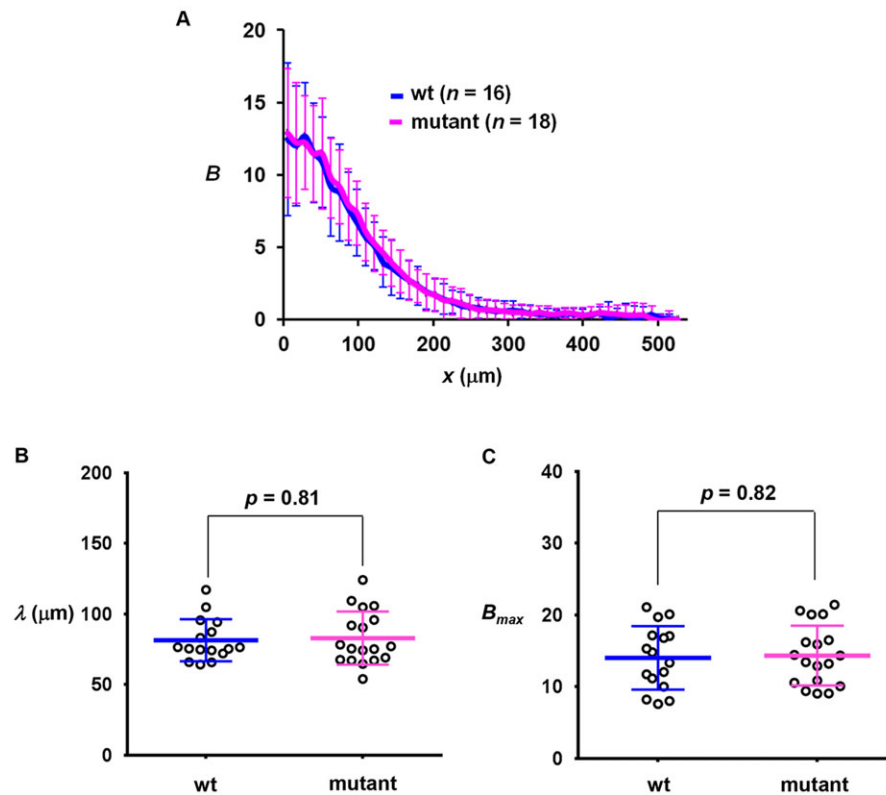 A
20
15
10
5
0
B
wt (n = 16)
mutant (n = 18)
0 100 200 300 400 500
x (μm)
B
200
150
100
50
0
λ (μm)
p = 0.81
wt mutant
C
40
30
20
10
0
Bmax
p = 0.82
wt mutant